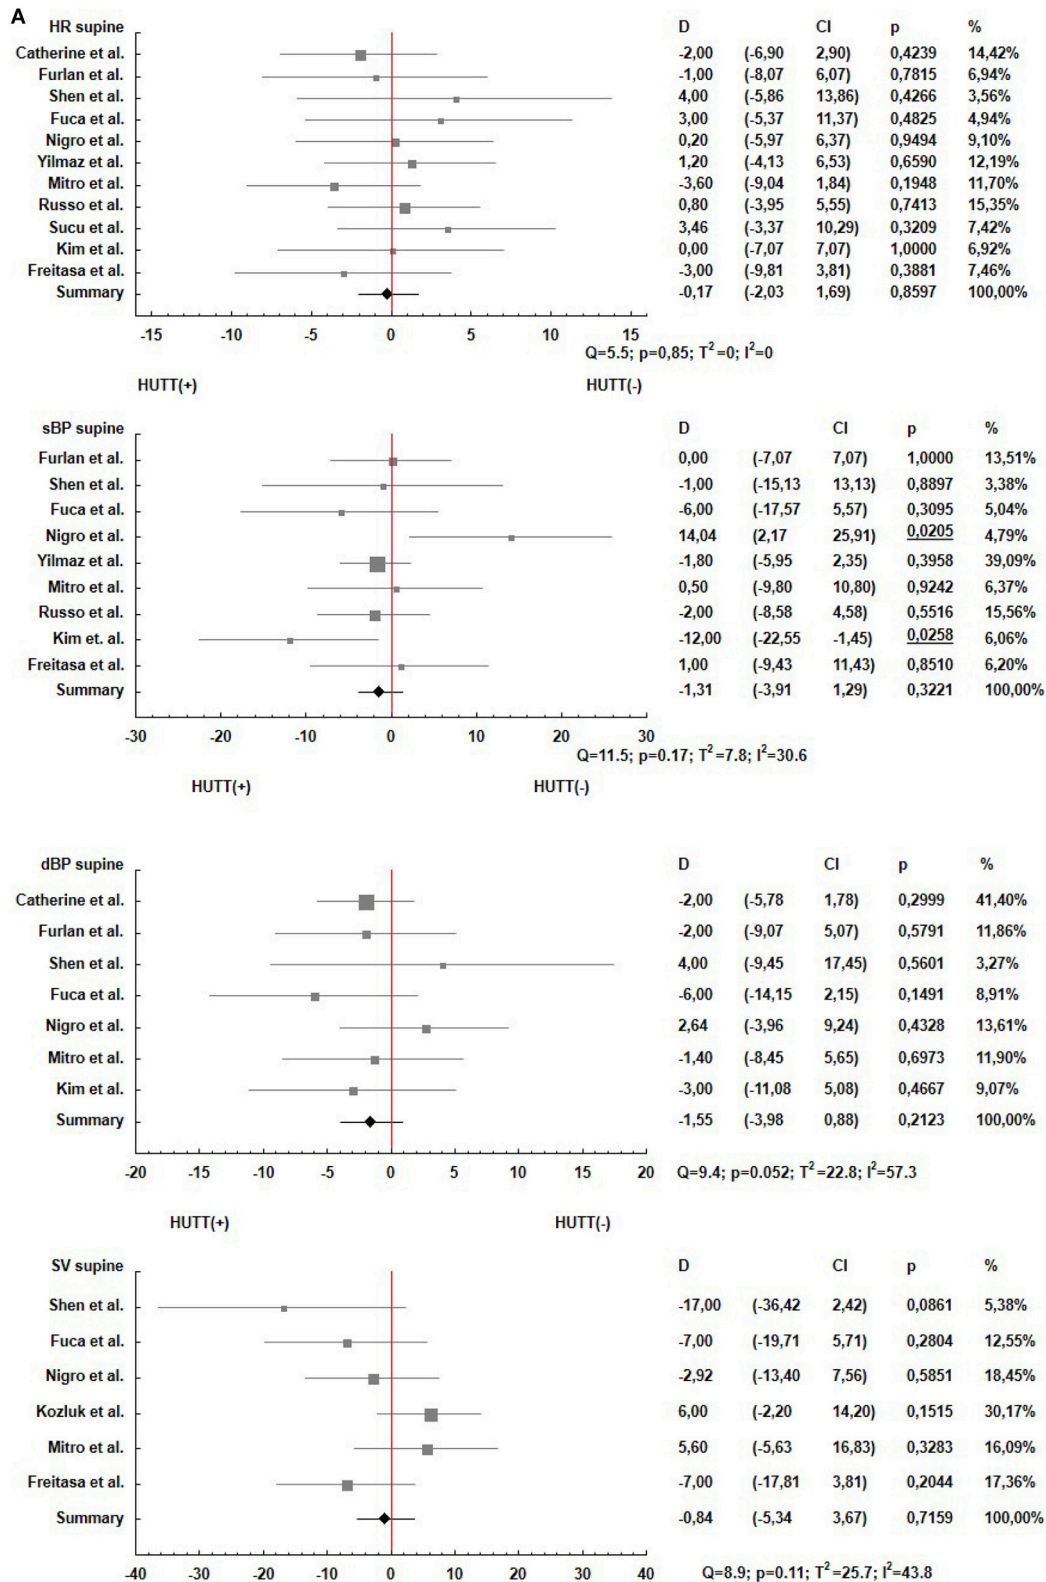 A
HR supine D CI p %
Catherine et al. -2,00 (-6,90 2,90) 0,4239 14,42%
Furlan et al. -1,00 (-8,07 6,07) 0,7815 6,94%
Shen et al. 4,00 (-5,86 13,86) 0,4266 3,56%
Fuca et al. 3,00 (-5,37 11,37) 0,4825 4,94%
Nigro et al. 0,20 (-5,97 6,37) 0,9494 9,10%
Yilmaz et al. 1,20 (-4,13 6,53) 0,6590 12,19%
Mitro et al. -3,60 (-9,04 1,84) 0,1948 11,70%
Russo et al. 0,80 (-3,95 5,55) 0,7413 15,35%
Sucu et al. 3,46 (-3,37 10,29) 0,3209 7,42%
Kim et al. 0,00 (-7,07 7,07) 1,0000 6,92%
Freitasa et al. -3,00 (-9,81 3,81) 0,3881 7,46%
Summary -0,17 (-2,03 1,69) 0,8597 100,00%
-15 -10 -5 0 5 10 15
Q=5.5; p=0,85; T²=0; I²=0
HUTT(+) HUTT(-)
sBP supine D CI p %
Furlan et al. 0,00 (-7,07 7,07) 1,0000 13,51%
Shen et al. -1,00 (-15,13 13,13) 0,8897 3,38%
Fuca et al. -6,00 (-17,57 5,57) 0,3095 5,04%
Nigro et al. 14,04 (2,17 25,91) 0,0205 4,79%
Yilmaz et al. -1,80 (-5,95 2,35) 0,3958 39,09%
Mitro et al. 0,50 (-9,80 10,80) 0,9242 6,37%
Russo et al. -2,00 (-8,58 4,58) 0,5516 15,56%
Kim et. al. -12,00 (-22,55 -1,45) 0,0258 6,06%
Freitasa et al. 1,00 (-9,43 11,43) 0,8510 6,20%
Summary -1,31 (-3,91 1,29) 0,3221 100,00%
-30 -20 -10 0 10 20 30
Q=11.5; p=0.17; T²=7.8; I²=30.6
HUTT(+) HUTT(-)
dBP supine D CI p %
Catherine et al. -2,00 (-5,78 1,78) 0,2999 41,40%
Furlan et al. -2,00 (-9,07 5,07) 0,5791 11,86%
Shen et al. 4,00 (-9,45 17,45) 0,5601 3,27%
Fuca et al. -6,00 (-14,15 2,15) 0,1491 8,91%
Nigro et al. 2,64 (-3,96 9,24) 0,4328 13,61%
Mitro et al. -1,40 (-8,45 5,65) 0,6973 11,90%
Kim et al. -3,00 (-11,08 5,08) 0,4667 9,07%
Summary -1,55 (-3,98 0,88) 0,2123 100,00%
-20 -15 -10 -5 0 5 10 15 20
Q=9.4; p=0.052; T²=22.8; I²=57.3
HUTT(+) HUTT(-)
SV supine D CI p %
Shen et al. -17,00 (-36,42 2,42) 0,0861 5,38%
Fuca et al. -7,00 (-19,71 5,71) 0,2804 12,55%
Nigro et al. -2,92 (-13,40 7,56) 0,5851 18,45%
Kozluk et al. 6,00 (-2,20 14,20) 0,1515 30,17%
Mitro et al. 5,60 (-5,63 16,83) 0,3283 16,09%
Freitasa et al. -7,00 (-17,81 3,81) 0,2044 17,36%
Summary -0,84 (-5,34 3,67) 0,7159 100,00%
-40 -30 -20 -10 0 10 20 30 40
Q=8.9; p=0.11; T²=25.7; I²=43.8